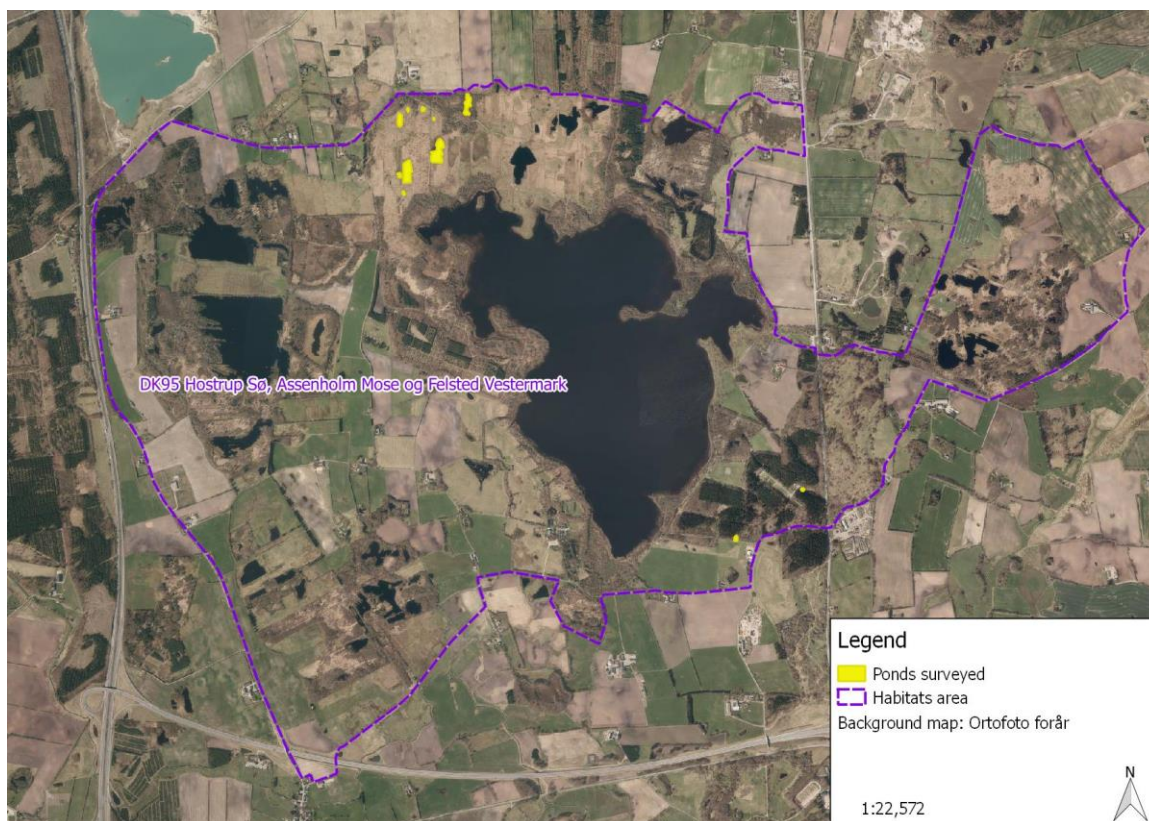 DK95 Hostrup Sø, Assenholm Mose og Felsted Vestermark
Legend
Ponds surveyed
Habitats area
Background map: Ortofoto forår
N
1:22,572